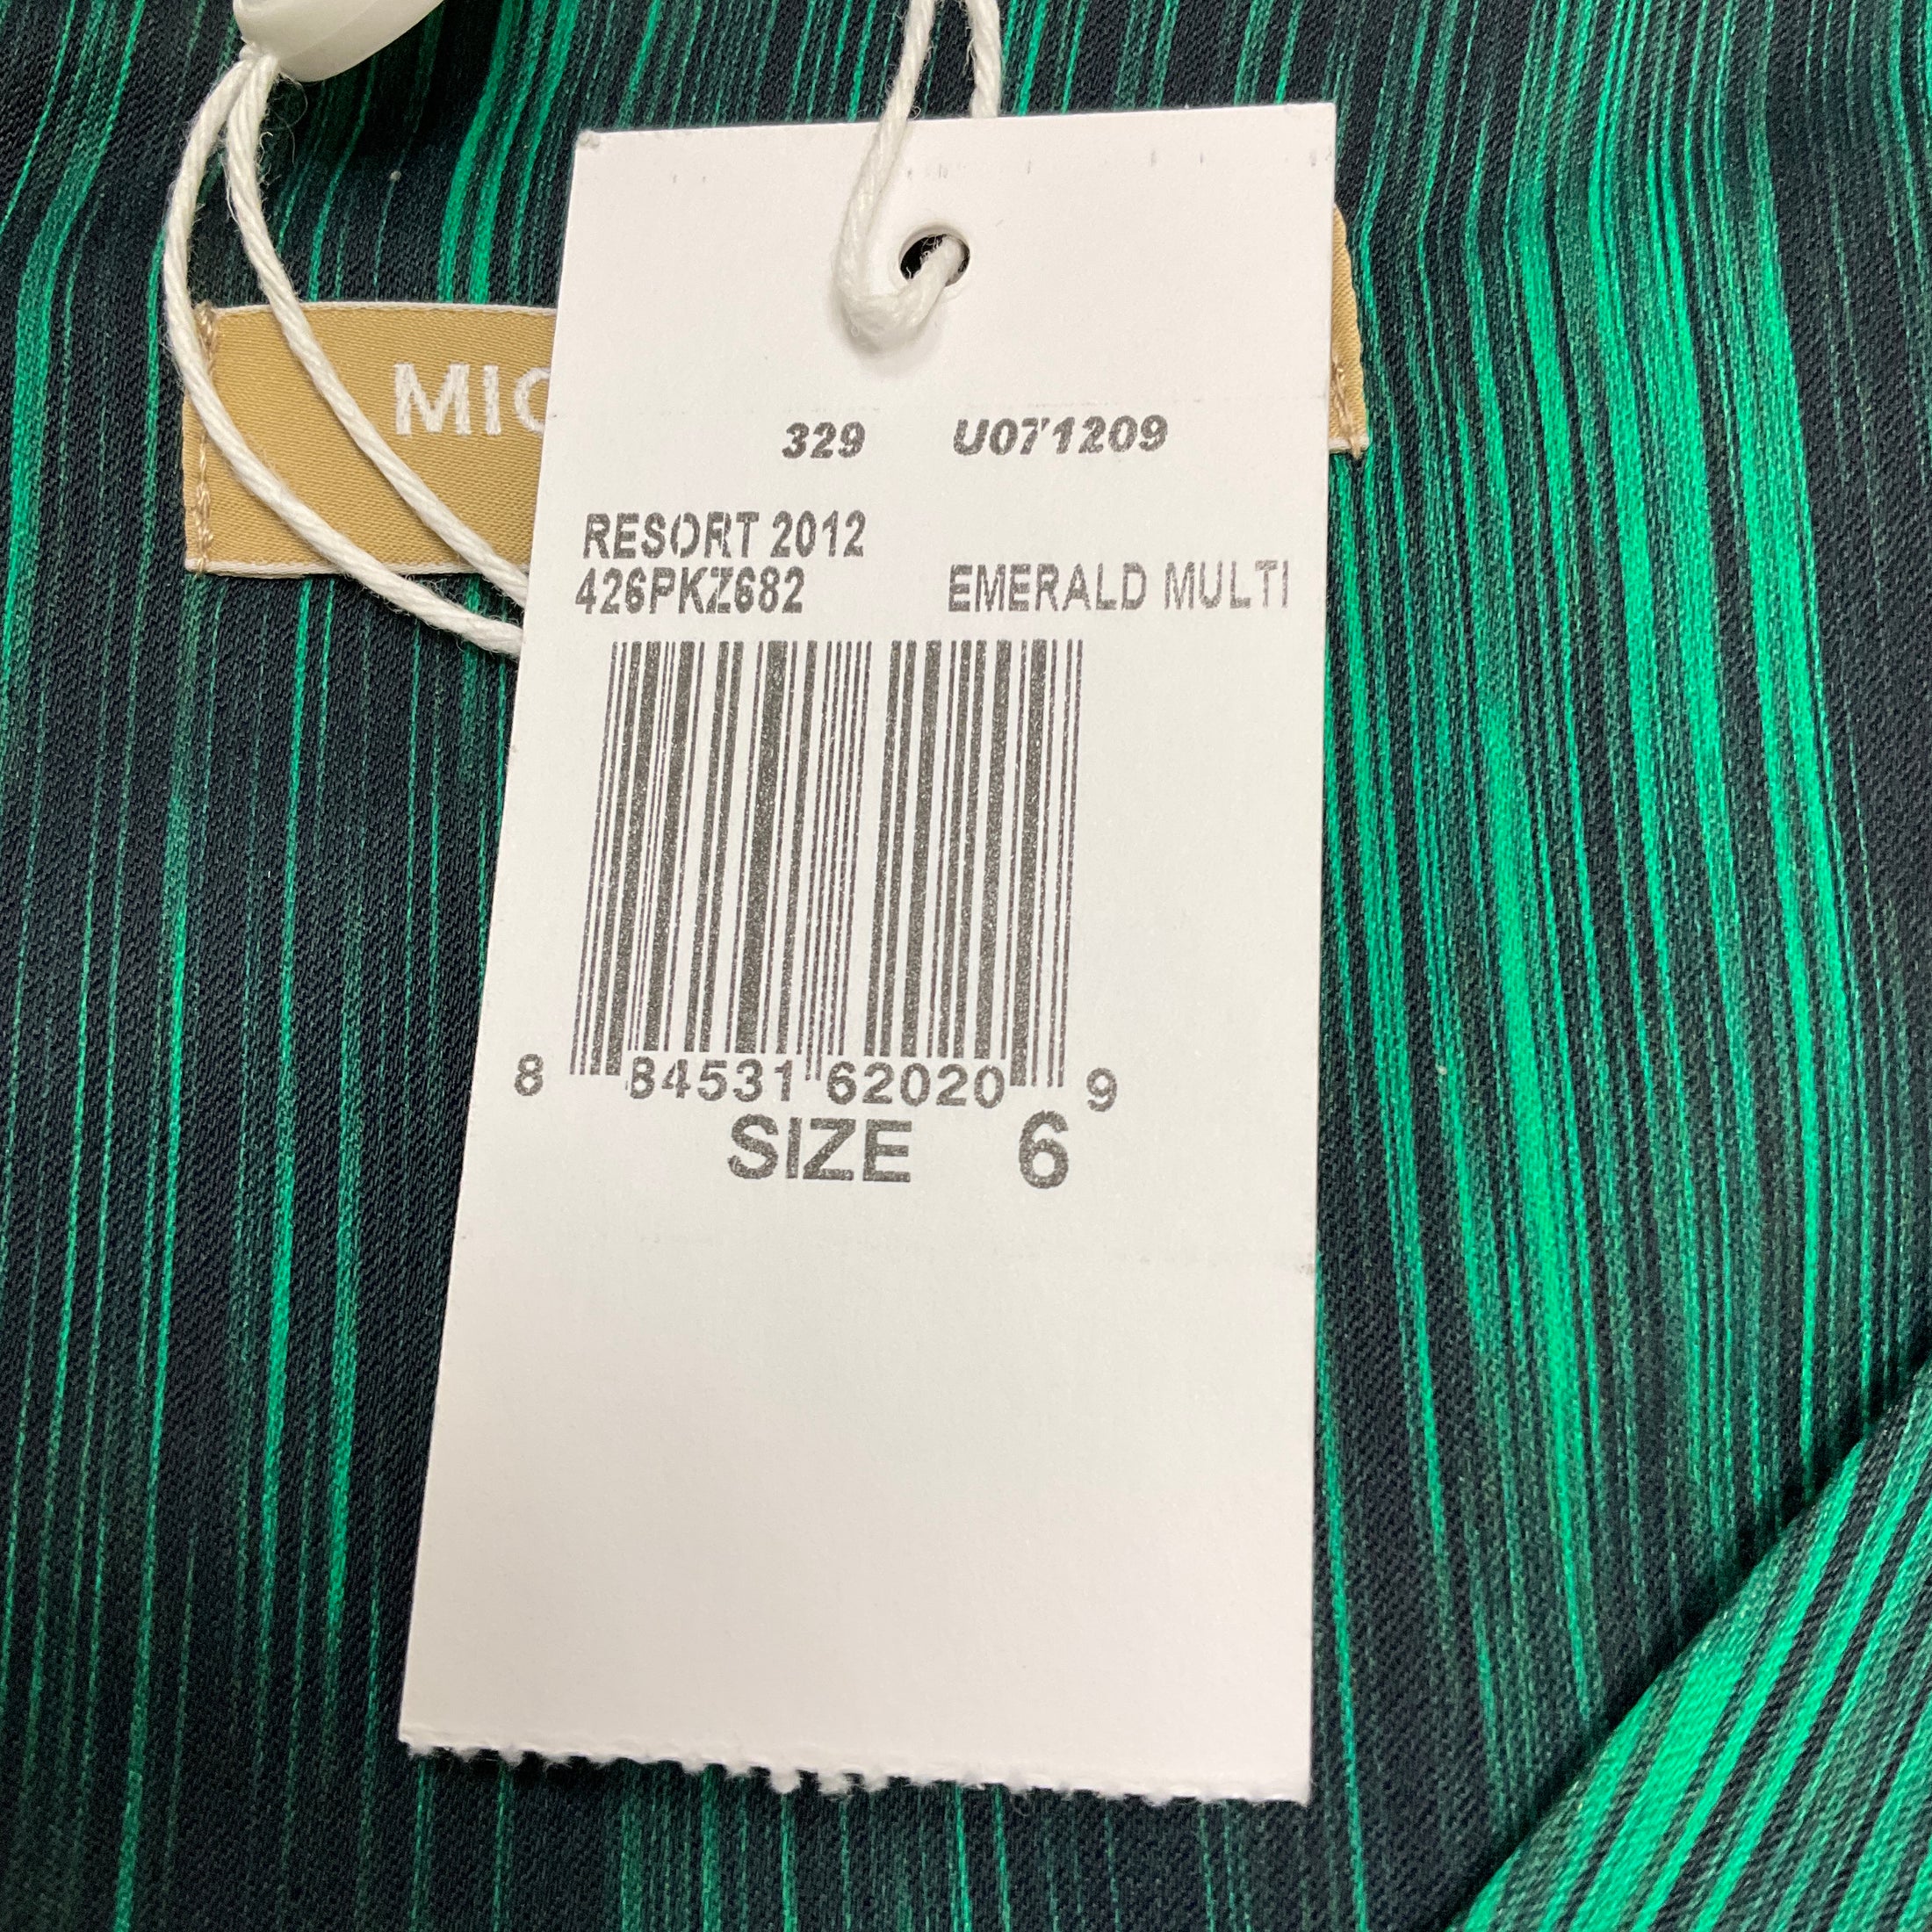 MIC
329 U071209
RESORT 2012
426PKZ682 EMERALD MULTI
8 84531 62020 9
SIZE 6